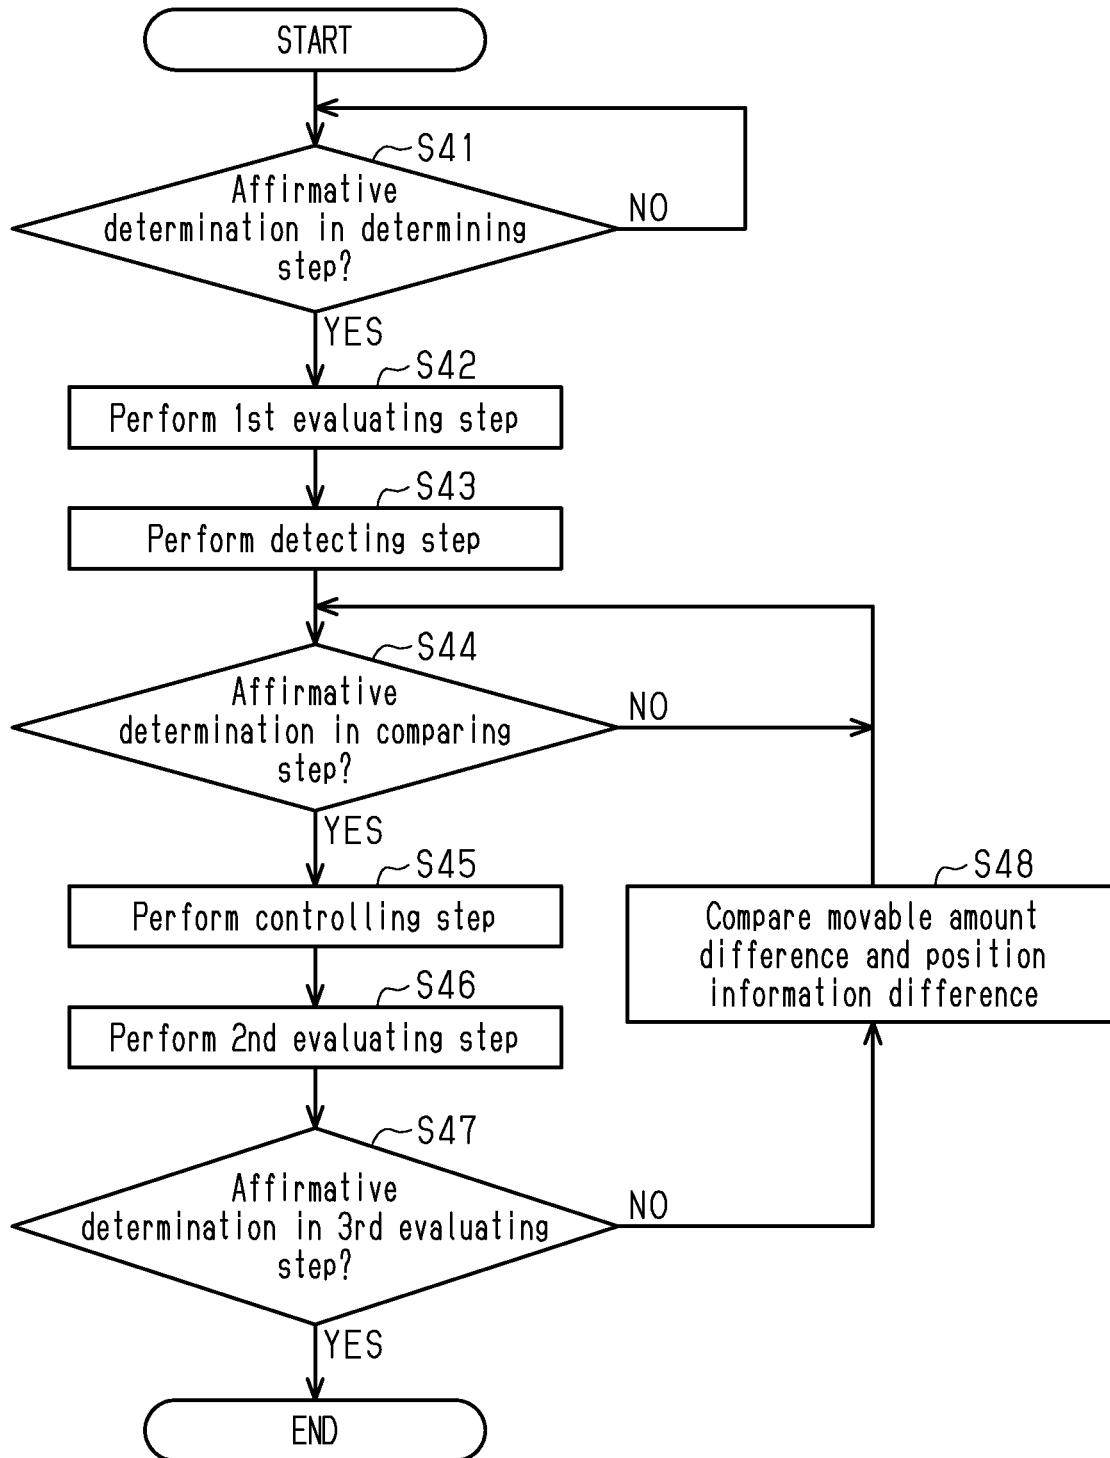 START
S41
Affirmative
determination in determining
step?
NO
YES
S42
Perform 1st evaluating step
S43
Perform detecting step
S44
Affirmative
determination in comparing
step?
NO
YES
S45
Perform controlling step
S48
Compare movable amount
difference and position
information difference
S46
Perform 2nd evaluating step
S47
Affirmative
determination in 3rd evaluating
step?
NO
YES
END